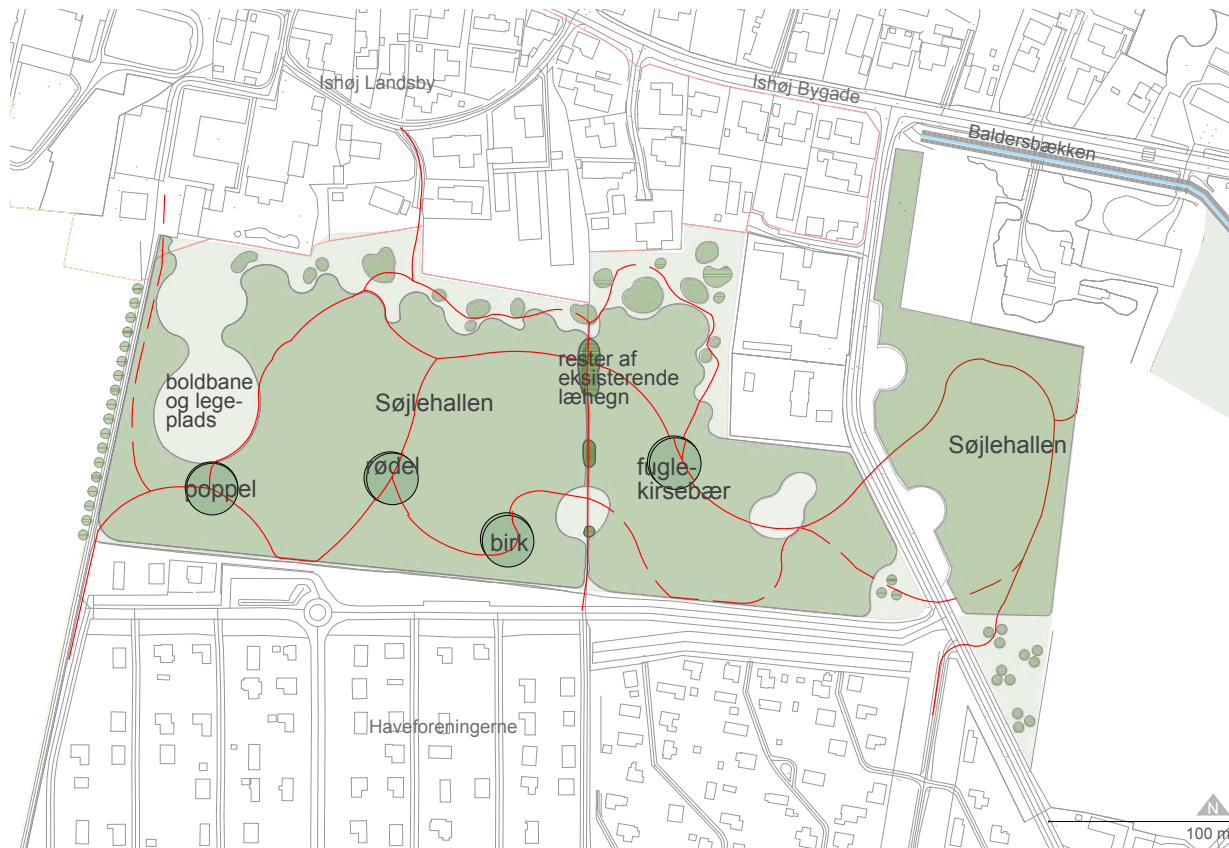 Ishøj Landsby
Ishøj Bygade
Baldersbækken
boldbane
og lege-
plads
Søjlehallen
rester af
eksisterende
læhegn
Søjlehallen
poppel
rødel
birk
fugle-
kirsebær
Haveforeningerne
N
100 m